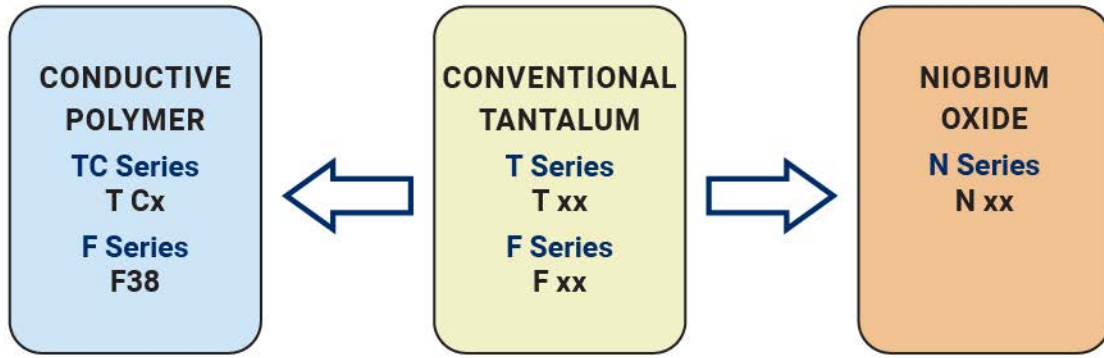 CONDUCTIVE
POLYMER
TC Series
T Cx
F Series
F38
CONVENTIONAL
TANTALUM
T Series
T xx
F Series
F xx
NIOBIUM
OXIDE
N Series
N xx